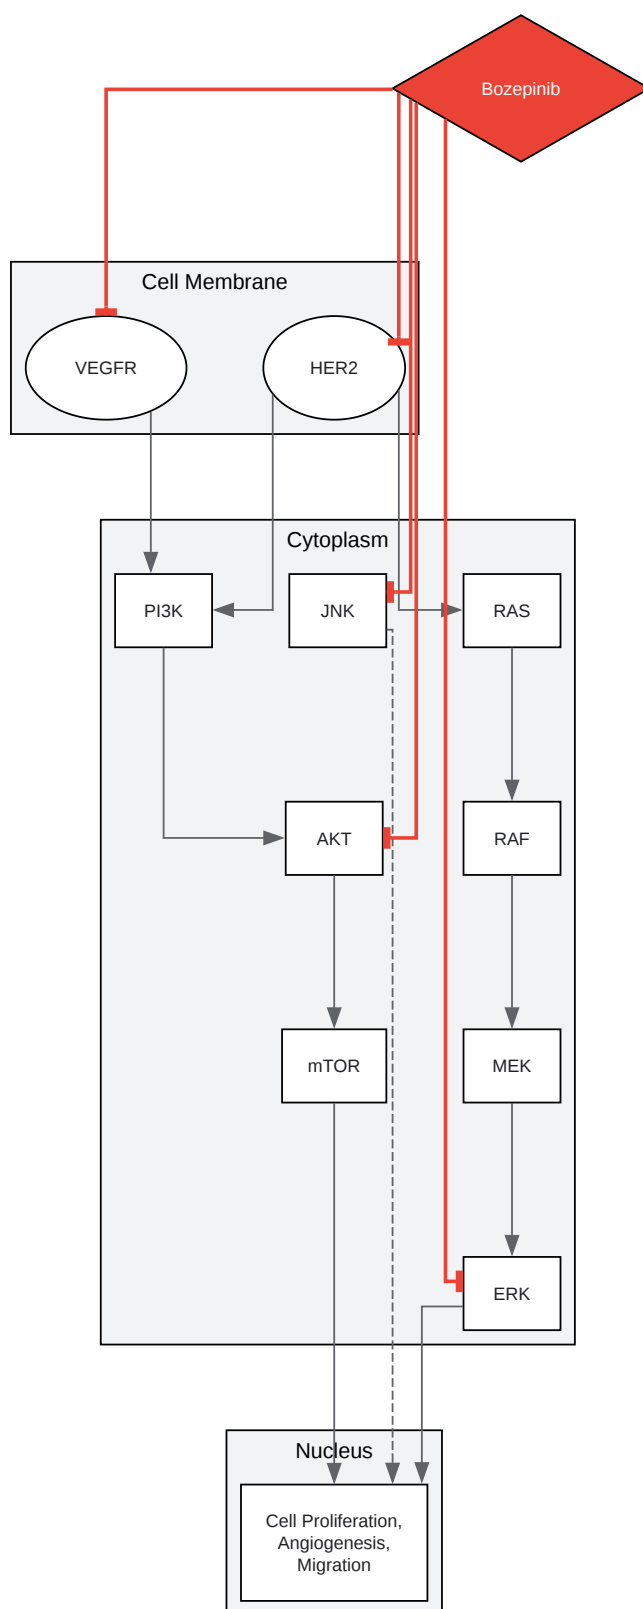 Bozepinib
Cell Membrane
VEGFR
HER2
Cytoplasm
PI3K
JNK
RAS
AKT
RAF
mTOR
MEK
ERK
Nucleus
Cell Proliferation,
Angiogenesis,
Migration